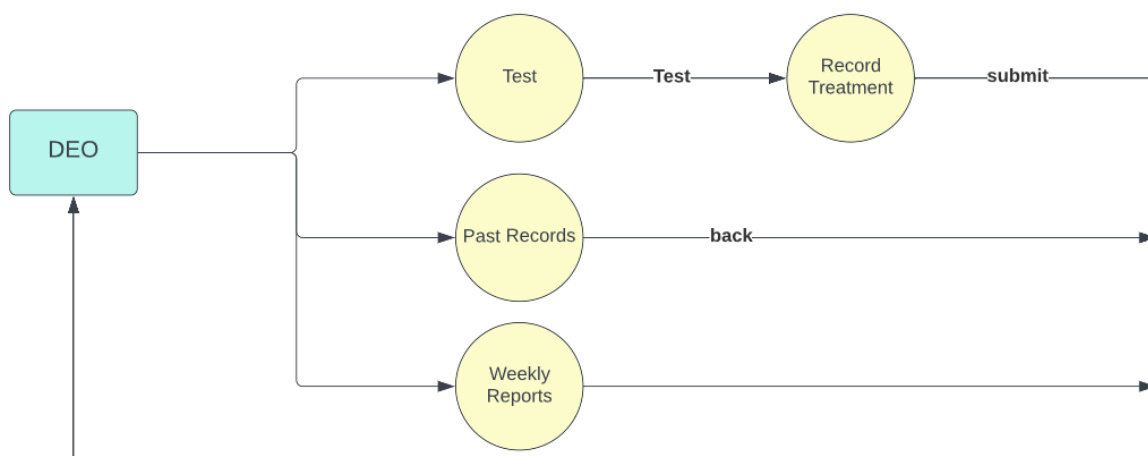 Test
Test
Record
Treatment
submit
DEO
Past Records
back
Weekly
Reports